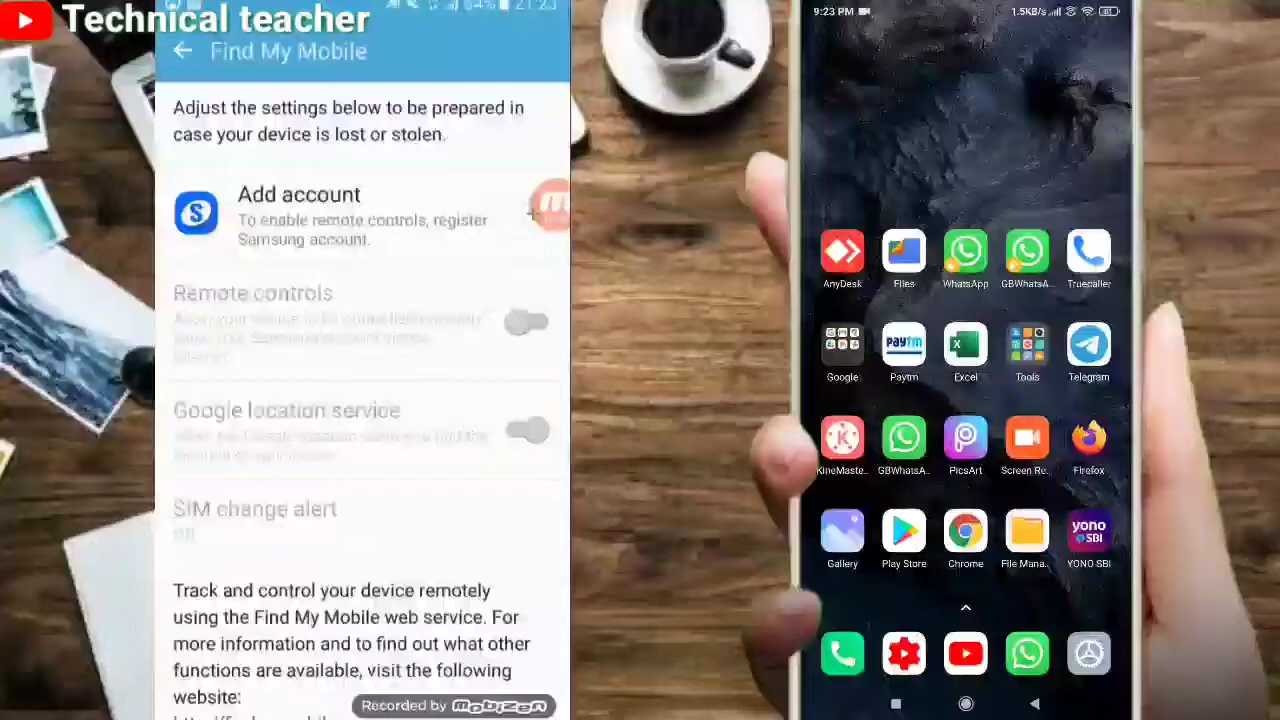 Technical teacher
21:23
Find My Mobile
Adjust the settings below to be prepared in
case your device is lost or stolen.
Add account
To enable remote controls, register
Samsung account.
Remote controls
Google location service
SIM change alert
Off
Track and control your device remotely
using the Find My Mobile web service. For
more information and to find out what other
functions are available, visit the following
website:
Recorded by Mobizen
9:23 PM
1.5KB/s
AnyDesk
Files
WhatsApp
GBWhatsA..
Truecaller
Google
paytm
Paytm
Excel
Tools
Telegram
KineMaste..
GBWhatsA..
PicsArt
Screen Re..
Firefox
Gallery
Play Store
Chrome
File Mana..
yono
SBI
YONO SBI